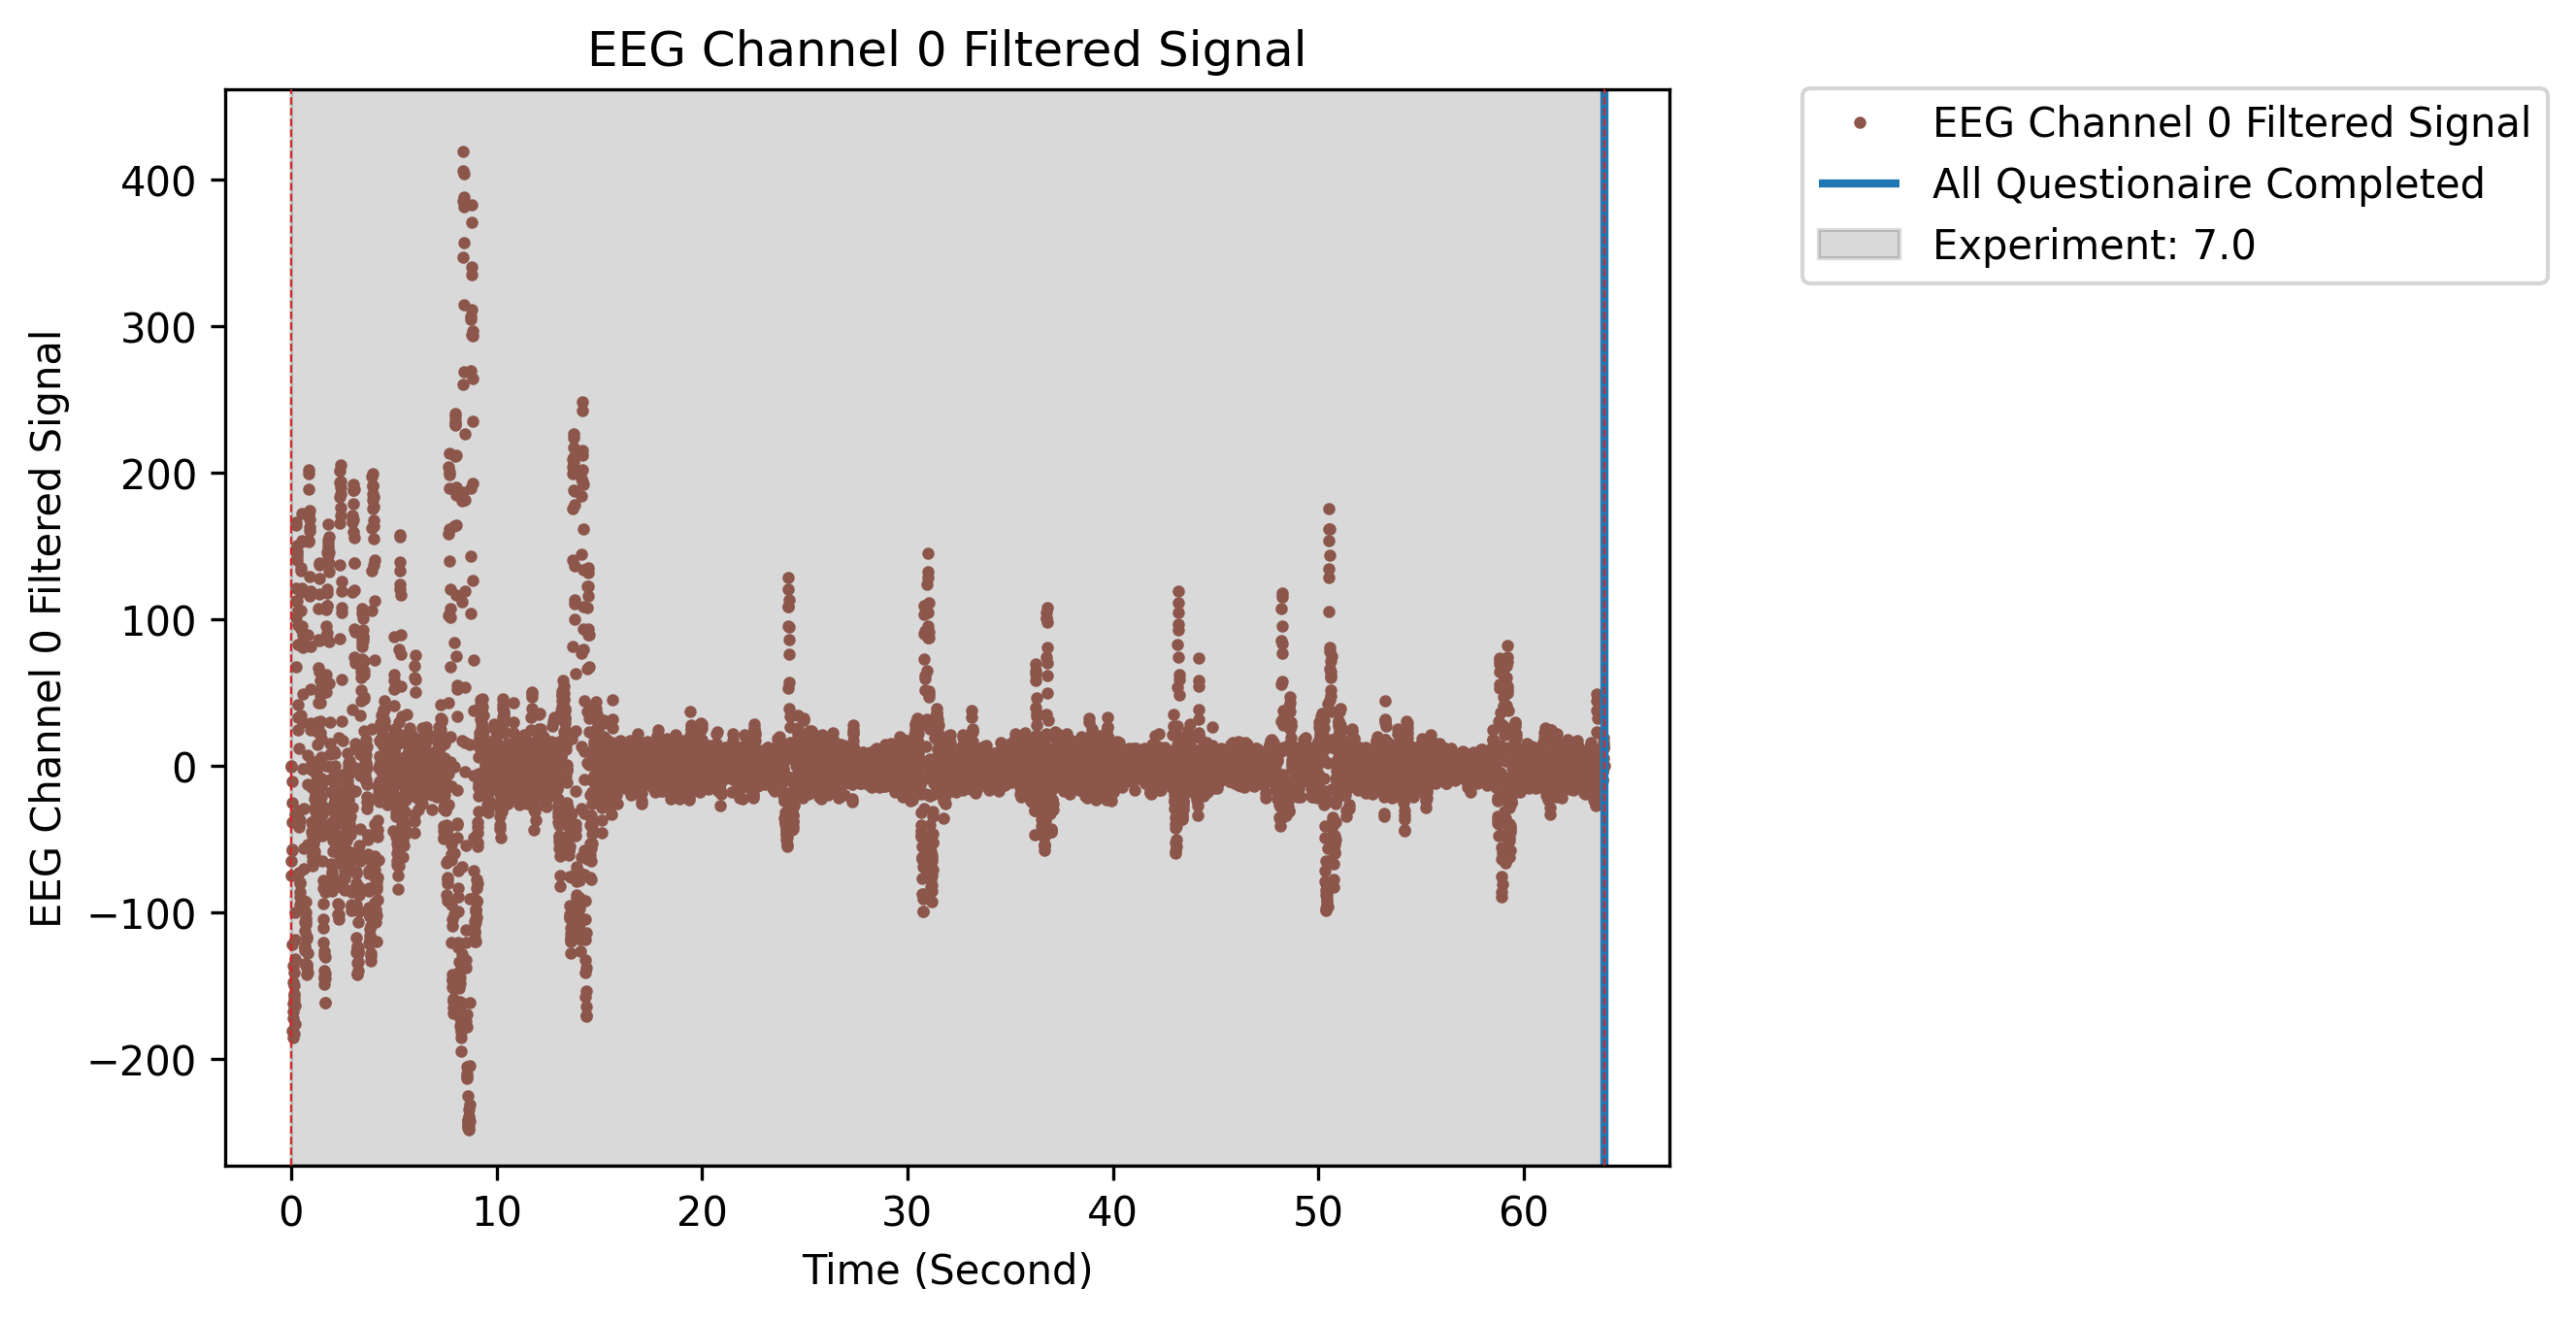 EEG Channel 0 Filtered Signal
EEG Channel 0 Filtered Signal
All Questionaire Completed
Experiment: 7.0
EEG Channel 0 Filtered Signal
400
300
200
100
0
−100
−200
0 10 20 30 40 50 60
Time (Second)